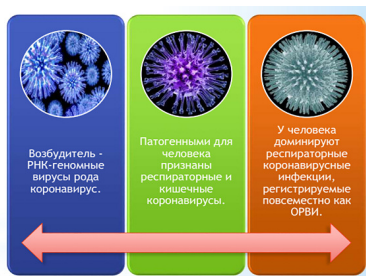 Возбудитель -
РНК-геномные
вирусы рода
коронавирус.
Патогенными для
человека
признаны
респираторные и
кишечные
коронавирусы.
У человека
доминируют
респираторные
коронавирусные
инфекции,
регистрируемые
повсеместно как
ОРВИ.